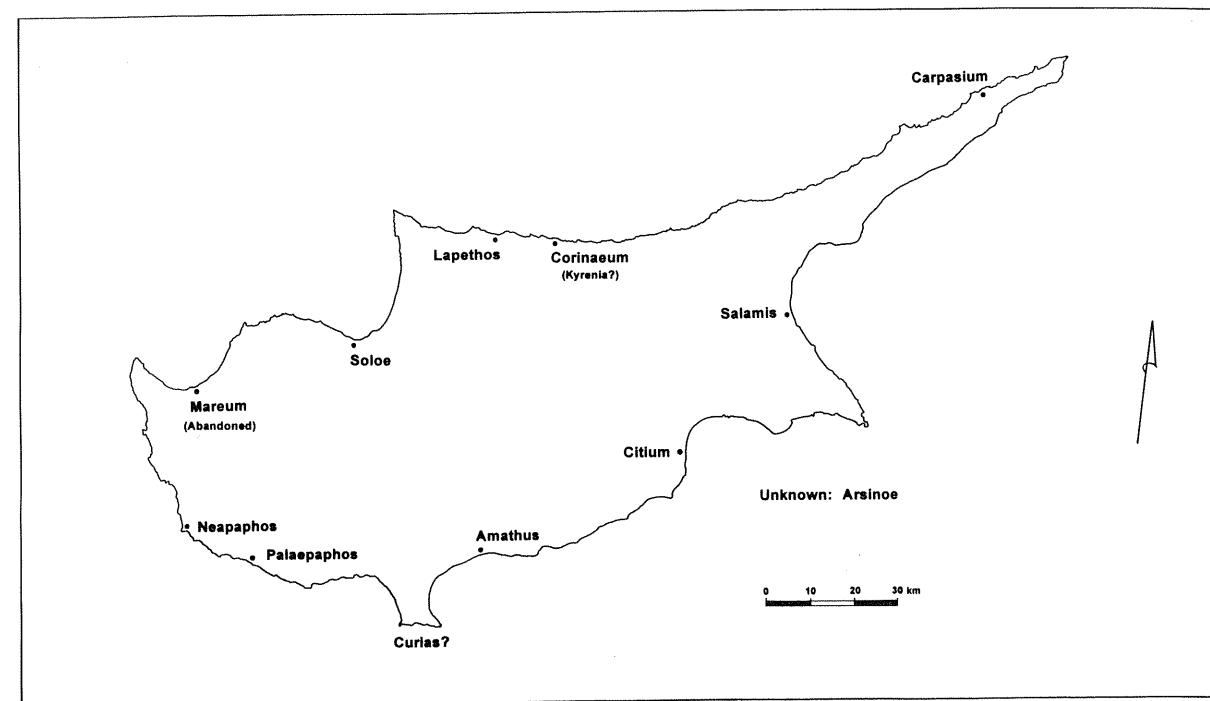 Carpasium
Lapethos
Corinaeum
(Kyrenia?)
Salamis
Soloe
Mareum
(Abandoned)
Citium
Unknown: Arsinoe
Neapaphos
Amathus
Palaepaphos
0 10 20 30 km
Curias?